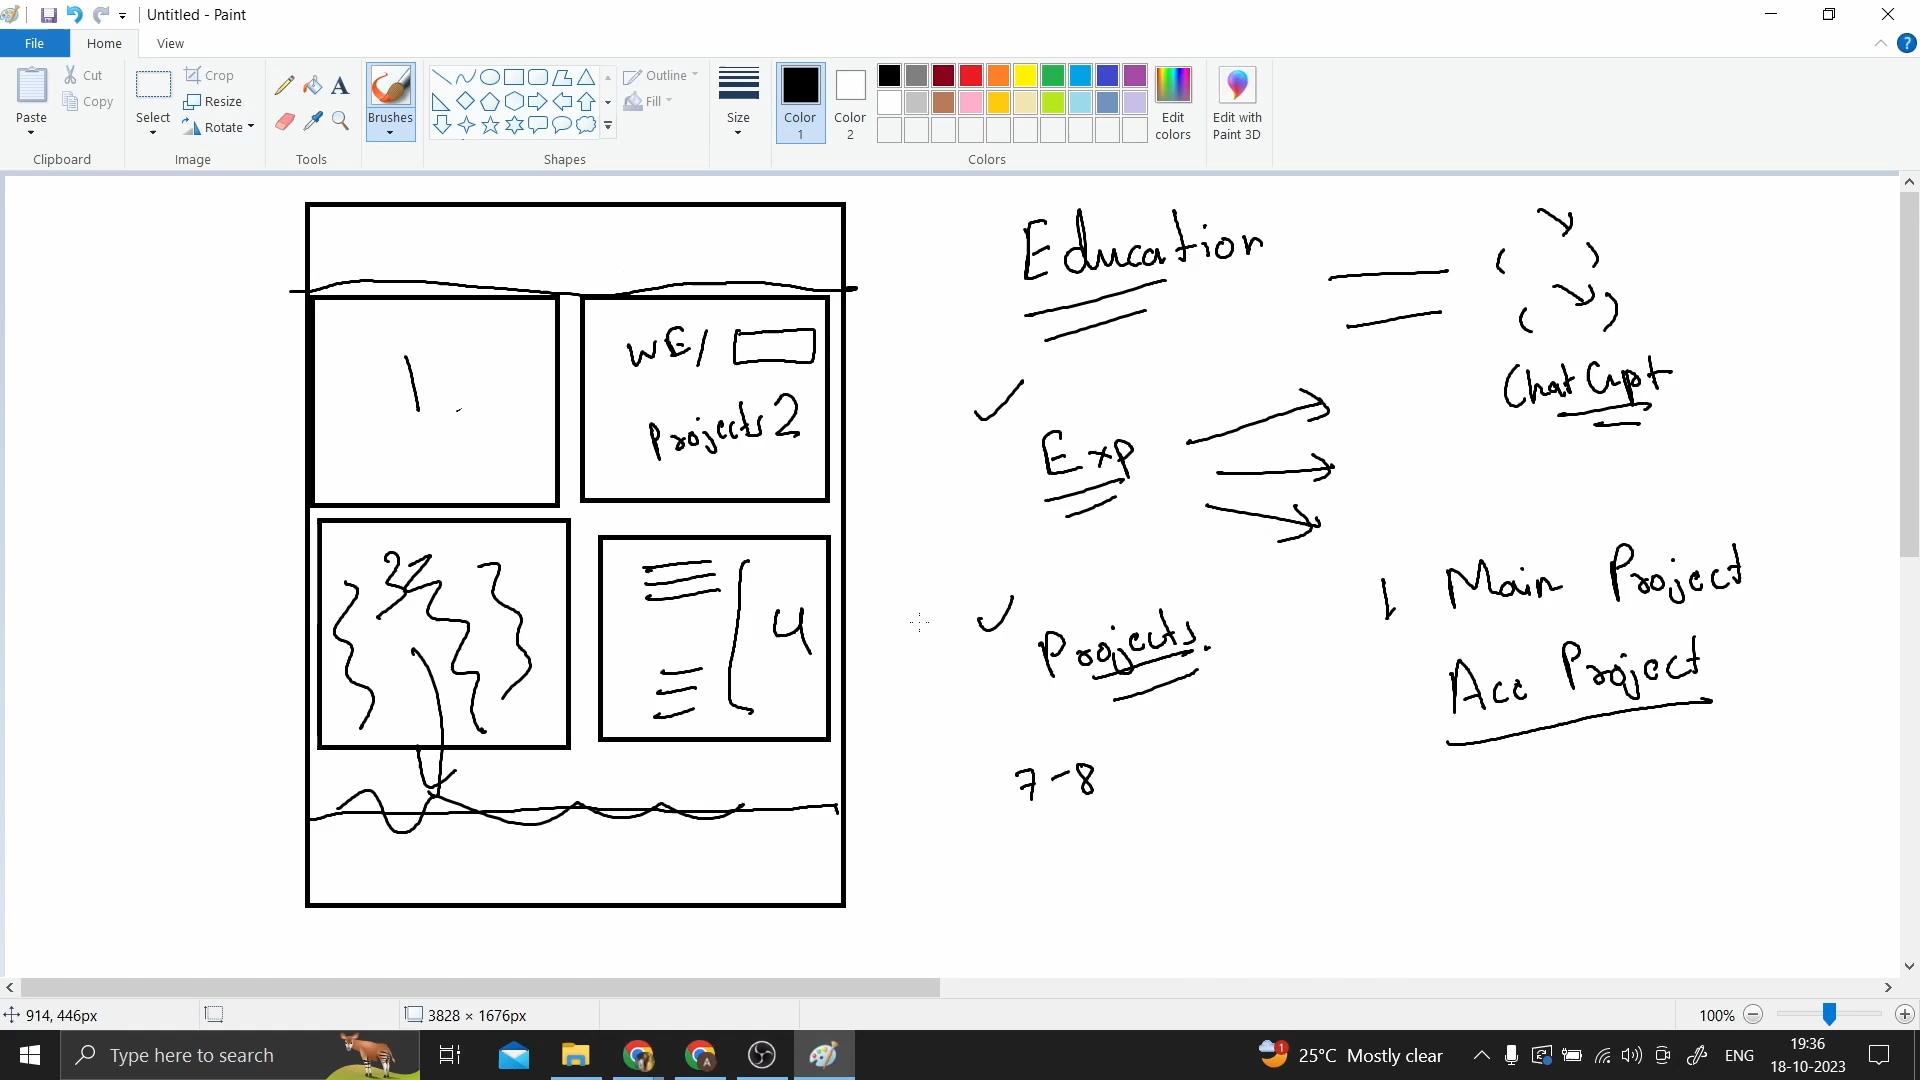 Untitled - Paint
File
Home
View
Paste
Cut
Copy
Clipboard
Select
Crop
Resize
Rotate
Image
Tools
Brushes
Shapes
Outline
Fill
Size
Color
1
Color
2
Edit
colors
Edit with
Paint 3D
Colors
1
WE/
Projects 2
4
Education
Exp
Projects.
7-8
ChatGpt
1 Main Project
Acc Project
914, 446px
3828 × 1676px
100%
Type here to search
1
25°C Mostly clear
ENG
19:36
18-10-2023